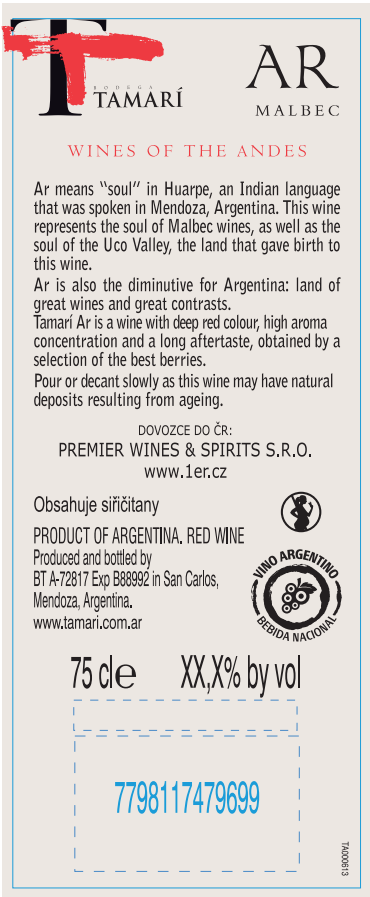 T
BODEGA
TAMARÍ
AR
MALBEC
WINES OF THE ANDES
Ar means "soul" in Huarpe, an Indian language
that was spoken in Mendoza, Argentina. This wine
represents the soul of Malbec wines, as well as the
soul of the Uco Valley, the land that gave birth to
this wine.
Ar is also the diminutive for Argentina: land of
great wines and great contrasts.
Tamarí Ar is a wine with deep red colour, high aroma
concentration and a long aftertaste, obtained by a
selection of the best berries.
Pour or decant slowly as this wine may have natural
deposits resulting from ageing.
DOVOZCE DO ČR:
PREMIER WINES & SPIRITS S.R.O.
www.1er.cz
Obsahuje siřičitany
PRODUCT OF ARGENTINA. RED WINE
Produced and bottled by
BT A-72817 Exp B88992 in San Carlos,
Mendoza, Argentina.
www.tamari.com.ar
VINO ARGENTINO
BEBIDA NACIONAL
75 cl℮ XX,X% by vol
7798117479699
TA000613